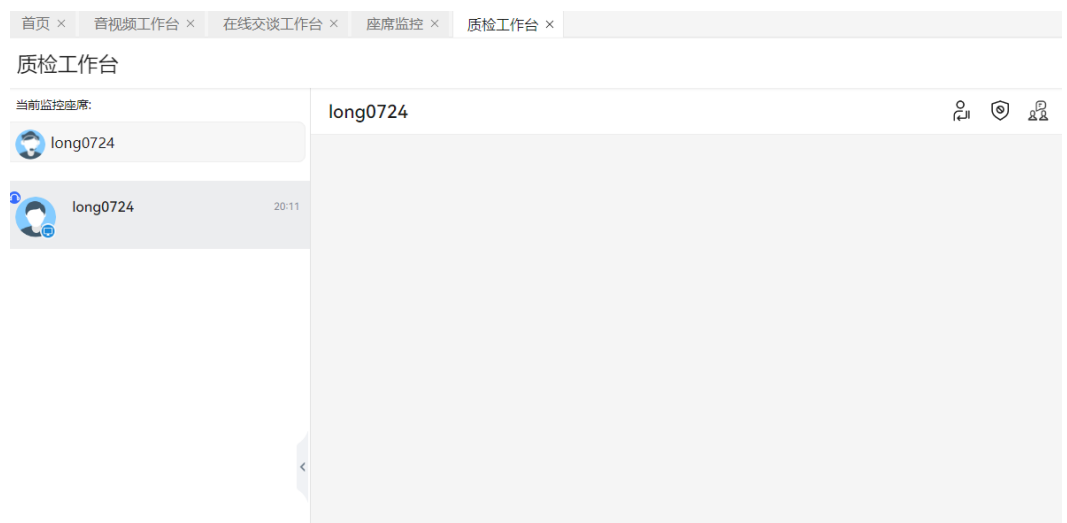 首页 × 音视频工作台 × 在线交谈工作台 × 座席监控 × 质检工作台 ×
质检工作台
当前监控座席:
long0724
long0724
long0724 20:11